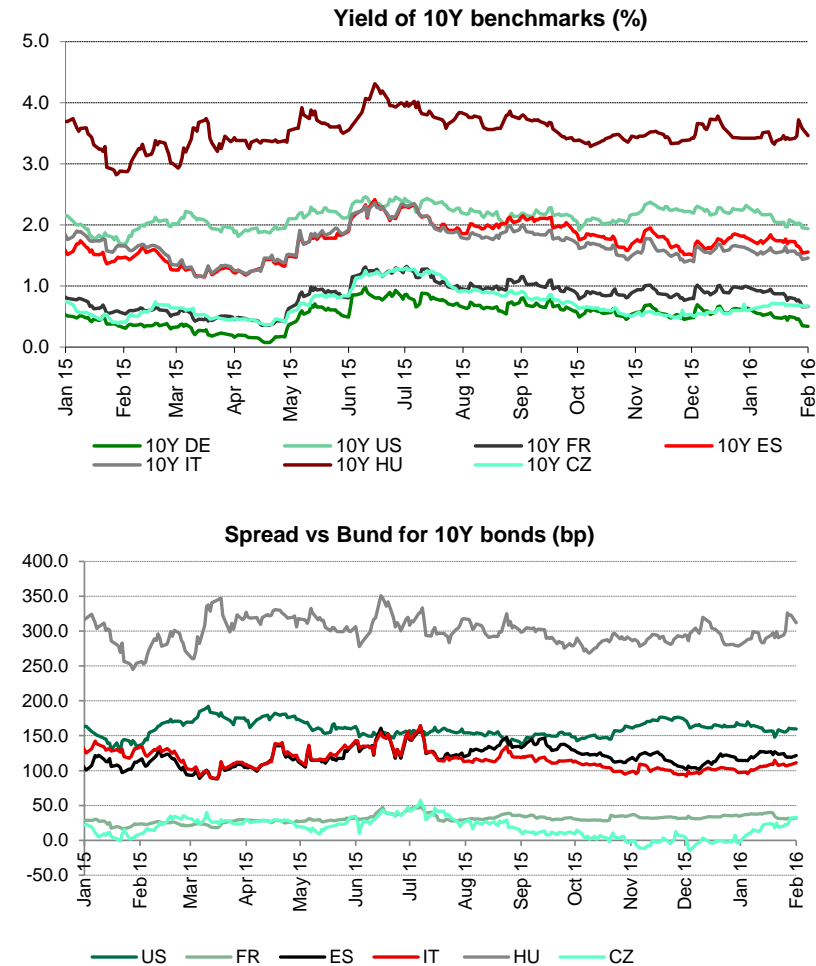 Yield of 10Y benchmarks (%)
5.0
4.0
3.0
2.0
1.0
0.0
Jan 15 Feb 15 Mar 15 Apr 15 May 15 Jun 15 Jul 15 Aug 15 Sep 15 Oct 15 Nov 15 Dec 15 Jan 16 Feb 16
10Y DE 10Y US 10Y FR 10Y ES
10Y IT 10Y HU 10Y CZ
Spread vs Bund for 10Y bonds (bp)
400.0
350.0
300.0
250.0
200.0
150.0
100.0
50.0
0.0
-50.0
Jan 15 Feb 15 Mar 15 Apr 15 May 15 Jun 15 Jul 15 Aug 15 Sep 15 Oct 15 Nov 15 Dec 15 Jan 16 Feb 16
US FR ES IT HU CZ